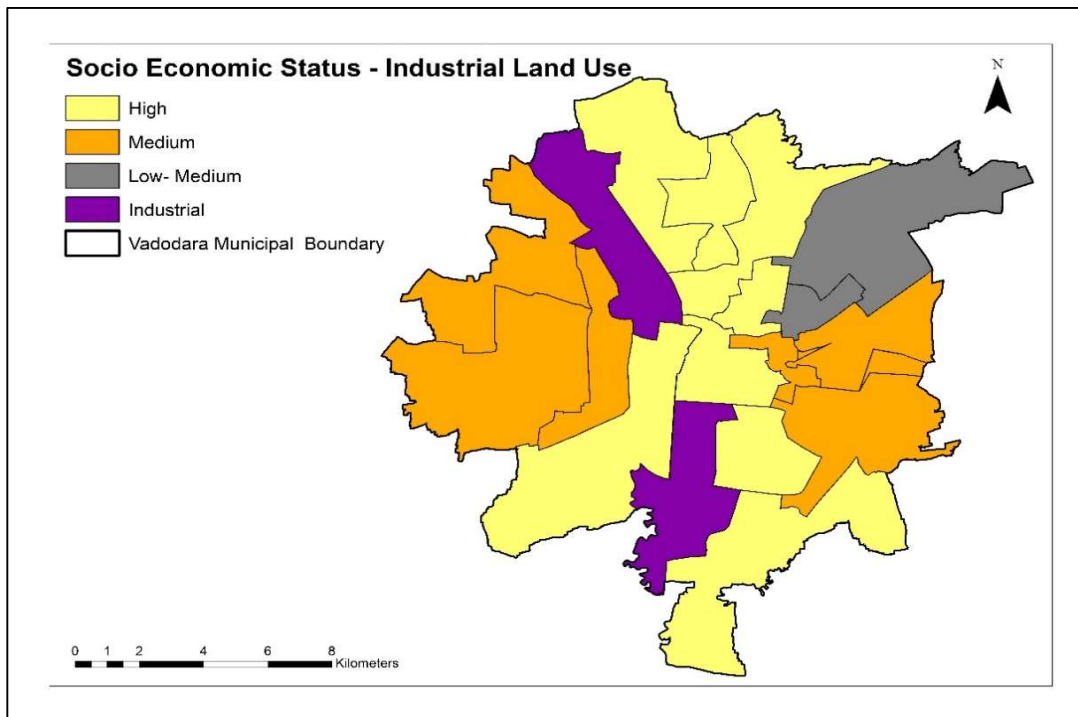 Socio Economic Status - Industrial Land Use
High
Medium
Low- Medium
Industrial
Vadodara Municipal Boundary
N
0 1 2 4 6 8
Kilometers